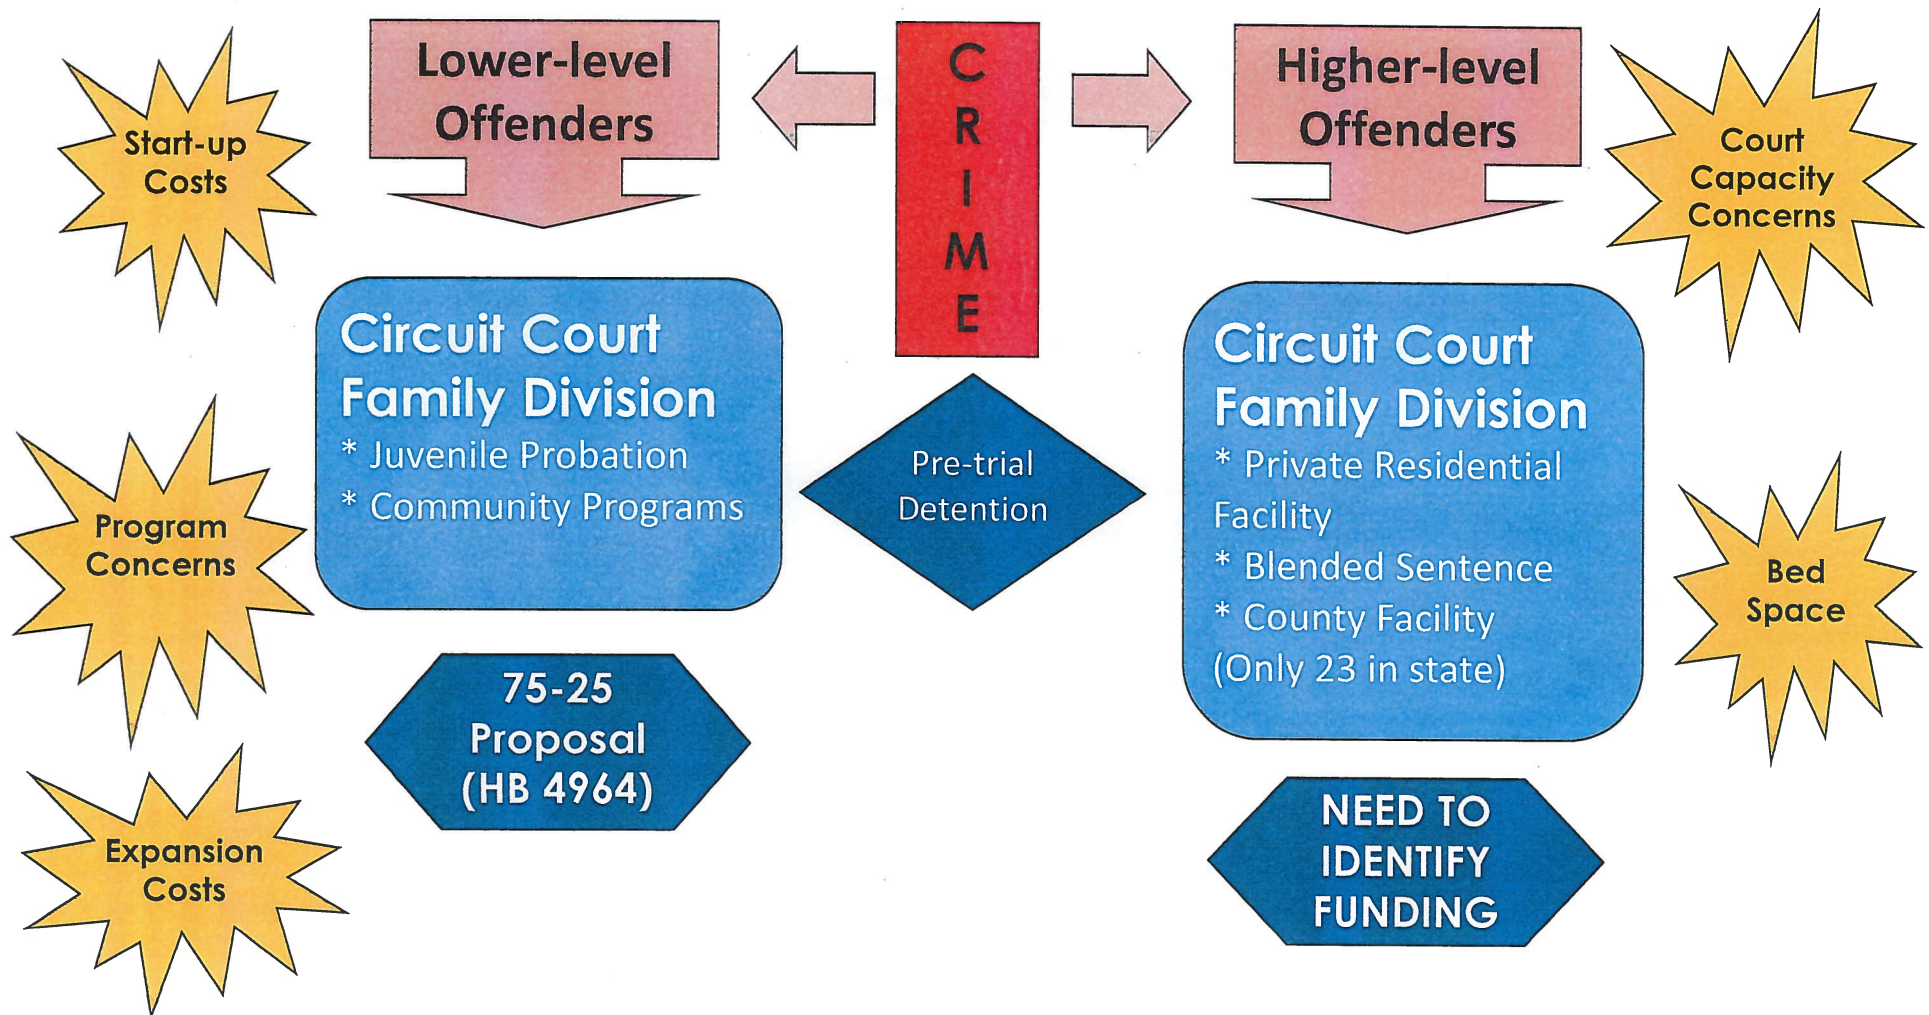 Start-up
Costs
Lower-level
Offenders
C
R
I
M
E
Higher-level
Offenders
Court
Capacity
Concerns
Circuit Court
Family Division
* Juvenile Probation
* Community Programs
Pre-trial
Detention
Circuit Court
Family Division
* Private Residential
Facility
* Blended Sentence
* County Facility
(Only 23 in state)
Program
Concerns
Bed
Space
75-25
Proposal
(HB 4964)
Expansion
Costs
NEED TO
IDENTIFY
FUNDING